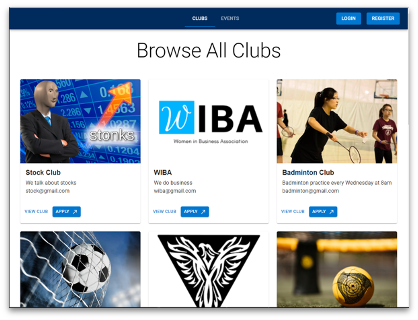 CLUBS EVENTS LOGIN REGISTER
Browse All Clubs
stonks
WIBA
Women in Business Association
Stock Club WIBA Badminton Club
We talk about stocks We do business Badminton practice every Wednesday at 8am
stock@gmail.com wiba@gmail.com badminton@gmail.com
VIEW CLUB APPLY VIEW CLUB APPLY VIEW CLUB APPLY